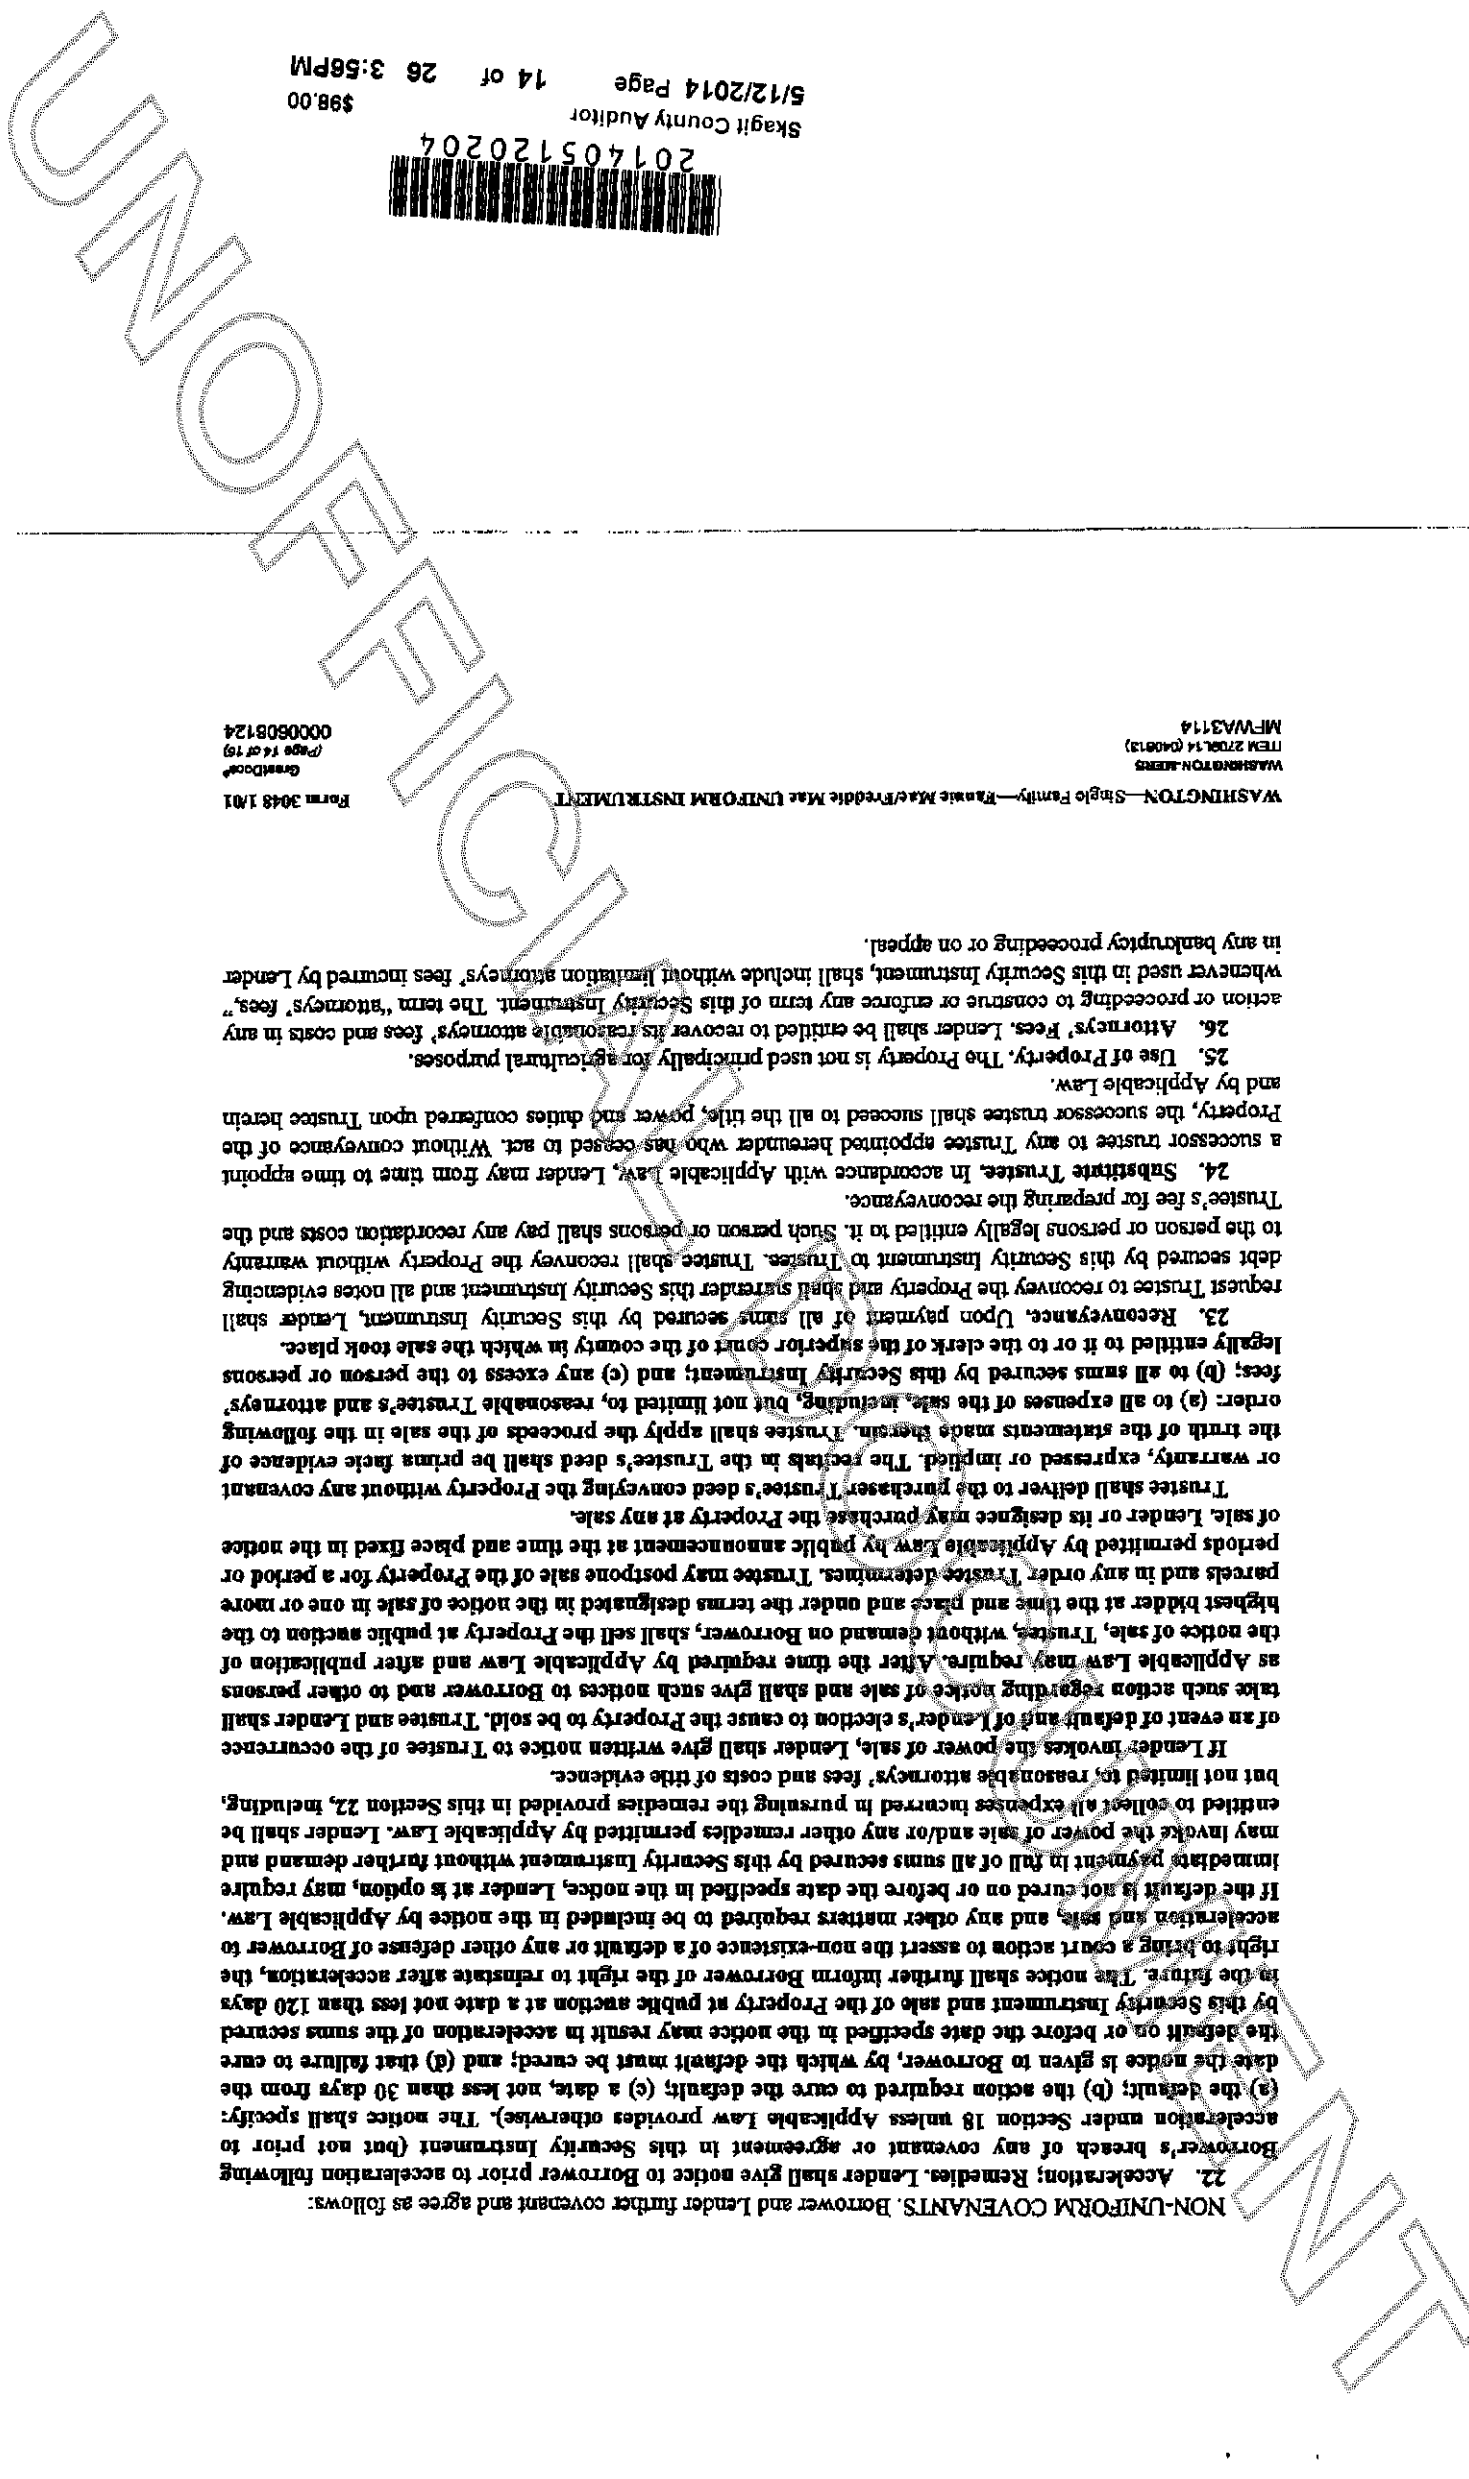 NON-UNIFORM COVENANTS. Borrower and Lender further covenant and agree as follows:
22. Acceleration; Remedies. Lender shall give notice to Borrower prior to acceleration following
Borrower's breach of any covenant or agreement in this Security Instrument (but not prior to
acceleration under Section 18 unless Applicable Law provides otherwise). The notice shall specify:
(a) the default; (b) the action required to cure the default; (c) a date, not less than 30 days from the
date the notice is given to Borrower, by which the default must be cured; and (d) that failure to cure
the default on or before the date specified in the notice may result in acceleration of the sums secured
by this Security Instrument and sale of the Property at public auction at a date not less than 120 days
in the future. The notice shall further inform Borrower of the right to reinstate after acceleration, the
right to bring a court action to assert the non-existence of a default or any other defense of Borrower to
acceleration and sale, and any other matters required to be included in the notice by Applicable Law.
If the default is not cured on or before the date specified in the notice, Lender at is option, may require
immediate payment in full of all sums secured by this Security Instrument without further demand and
may invoke the power of sale and/or any other remedies permitted by Applicable Law. Lender shall be
entitled to collect all expenses incurred in pursuing the remedies provided in this Section 22, including,
but not limited to, reasonable attorneys' fees and costs of title evidence.
If Lender invokes the power of sale, Lender shall give written notice to Trustee of the occurrence
of an event of default and of Lender's election to cause the Property to be sold. Trustee and Lender shall
take such action regarding notice of sale and shall give such notices to Borrower and to other persons
as Applicable Law may require. After the time required by Applicable Law and after publication of
the notice of sale, Trustee, without demand on Borrower, shall sell the Property at public auction to the
highest bidder at the time and place and under the terms designated in the notice of sale in one or more
parcels and in any order Trustee determines. Trustee may postpone sale of the Property for a period or
periods permitted by Applicable Law by public announcement at the time and place fixed in the notice
of sale. Lender or its designee may purchase the Property at any sale.
Trustee shall deliver to the purchaser Trustee's deed conveying the Property without any covenant
or warranty, expressed or implied. The recitals in the Trustee's deed shall be prima facie evidence of
the truth of the statements made therein. Trustee shall apply the proceeds of the sale in the following
order: (a) to all expenses of the sale, including, but not limited to, reasonable Trustee's and attorneys'
fees; (b) to all sums secured by this Security Instrument; and (c) any excess to the person or persons
legally entitled to it or to the clerk of the superior court of the county in which the sale took place.
23. Reconveyance. Upon payment of all sums secured by this Security Instrument, Lender shall
request Trustee to reconvey the Property and shall surrender this Security Instrument and all notes evidencing
debt secured by this Security Instrument to Trustee. Trustee shall reconvey the Property without warranty
to the person or persons legally entitled to it. Such person or persons shall pay any recordation costs and the
Trustee's fee for preparing the reconveyance.
24. Substitute Trustee. In accordance with Applicable Law, Lender may from time to time appoint
a successor trustee to any Trustee appointed hereunder who has ceased to act. Without conveyance of the
Property, the successor trustee shall succeed to all the title, power and duties conferred upon Trustee herein
and by Applicable Law.
25. Use of Property. The Property is not used principally for agricultural purposes.
26. Attorneys' Fees. Lender shall be entitled to recover its reasonable attorneys' fees and costs in any
action or proceeding to construe or enforce any term of this Security Instrument. The term "attorneys' fees,"
whenever used in this Security Instrument, shall include without limitation attorneys' fees incurred by Lender
in any bankruptcy proceeding or on appeal.
WASHINGTON—Single Family—Fannie Mae/Freddie Mac UNIFORM INSTRUMENT Form 3048 1/01
WASHINGTON-MERS GreatDocs®
ITEM 2709L14 (040813) (Page 14 of 16)
MFWA3114 0000608124
201405120204
Skagit County Auditor $98.00
5/12/2014 Page 14 of 26 3:56PM
UNOFFICIAL DOCUMENT